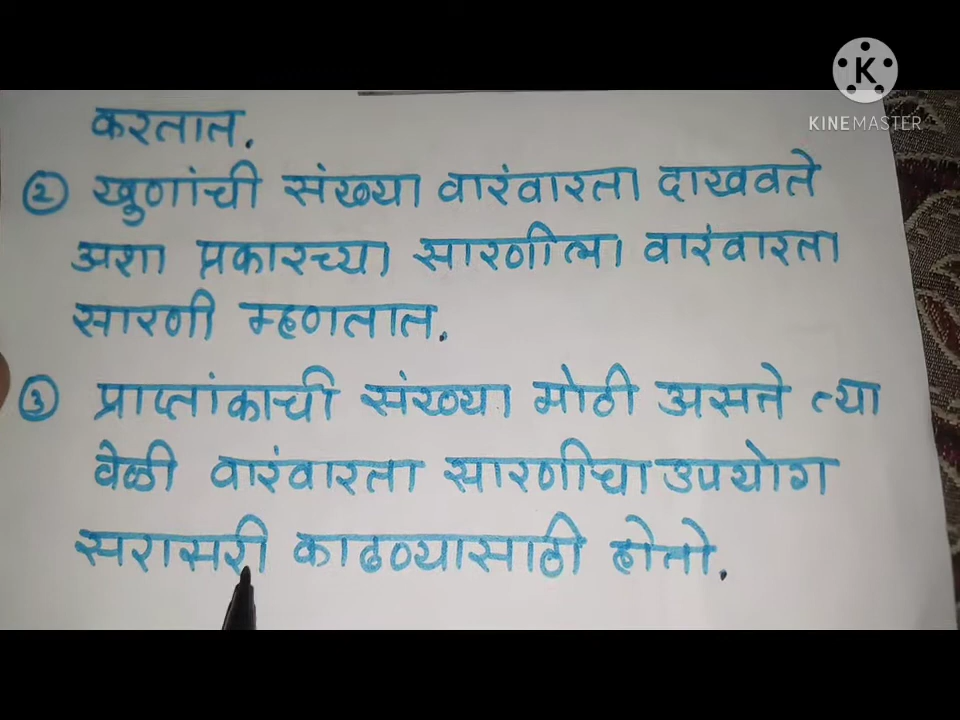 K
KINEMASTER
करतात.
② खुणांची संख्या वारंवारता दाखवते
अशा प्रकारच्या सारणीला वारंवारता
सारणी म्हणतात.
③ प्राप्तांकाची संख्या मोठी असते त्या
वेळी वारंवारता सारणीचा उपयोग
सरासरी काढण्यासाठी होतो.